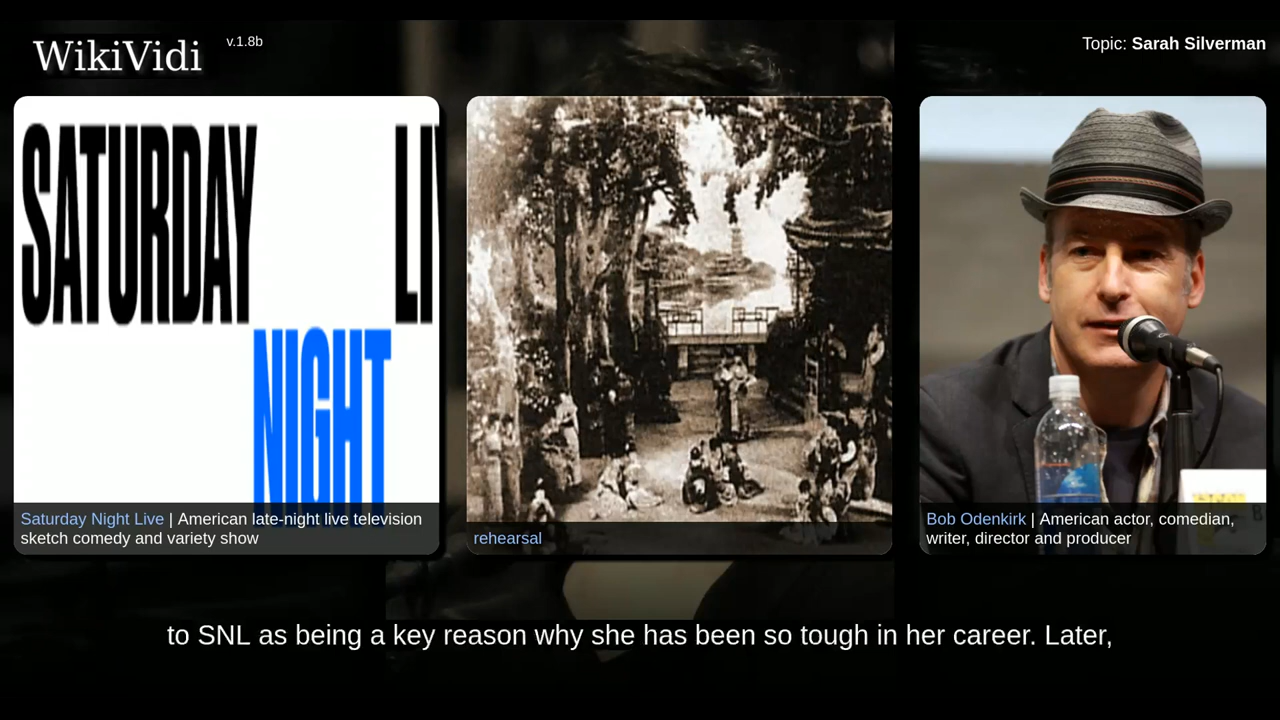 WikiVidi
v.1.8b
Topic: Sarah Silverman
SATURDAY
NIGHT
Saturday Night Live | American late-night live television
sketch comedy and variety show
rehearsal
Bob Odenkirk | American actor, comedian,
writer, director and producer
to SNL as being a key reason why she has been so tough in her career. Later,